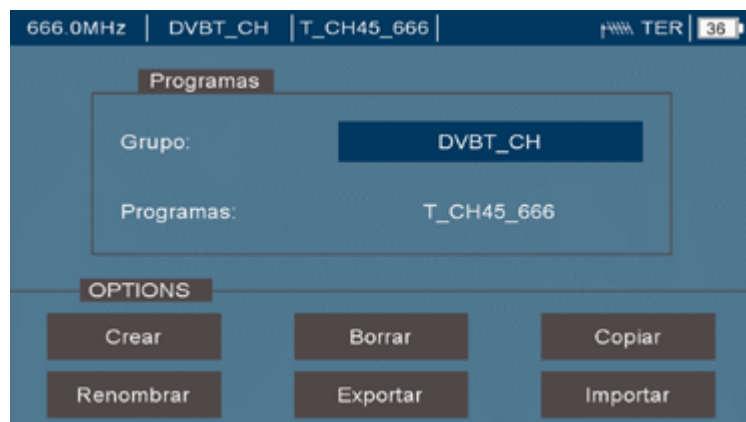 666.0MHz DVBT_CH T_CH45_666 TER 36
Programas
Grupo: DVBT_CH
Programas: T_CH45_666
OPTIONS
Crear Borrar Copiar
Renombrar Exportar Importar